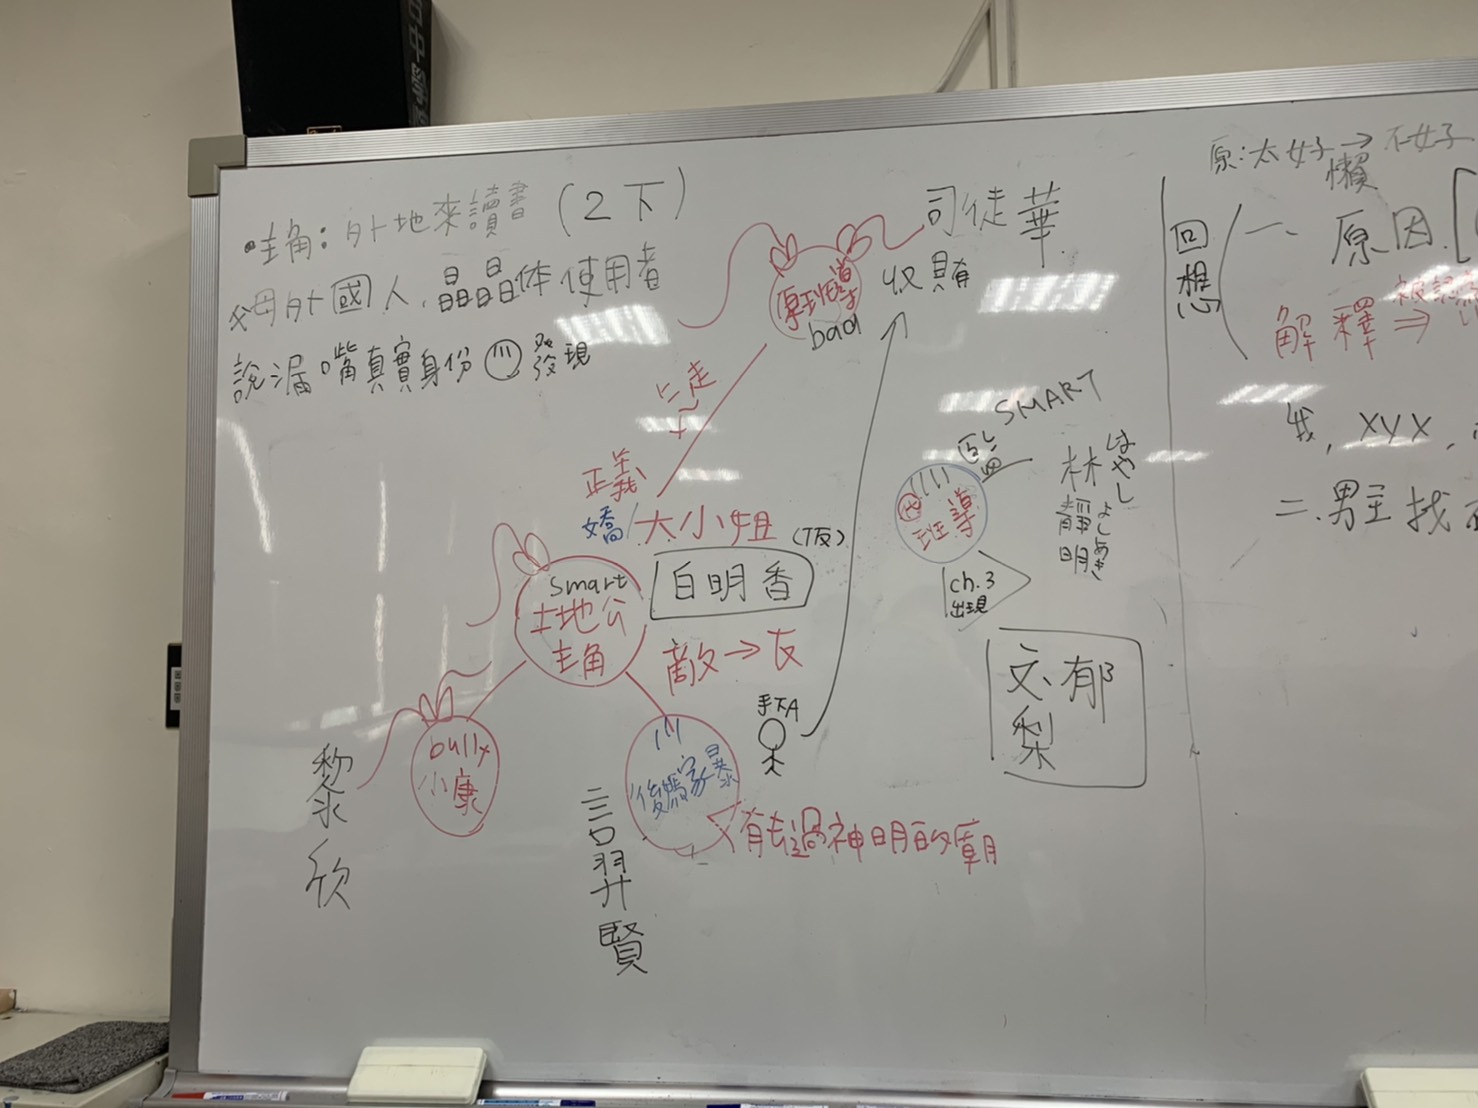 主角：外地來讀書（2下）
父母外國人，晶晶体使用者
說漏嘴真實身份 發現
司徒華
收賄
原班導
bad
走
正義
嬌/大小姐(T反)
白明香
smart
土地公
主角
敵→友
bully
小康
黎欣
手下A
後媽家暴
有去過神明的廟
言羿賢
SMART
林靜明
はやし
よしあき
班導
ch.3
出現
文郁
梨
原：太好→不好
懶
回想
一、原因
解釋⇒
我, XYX,
二、男主找